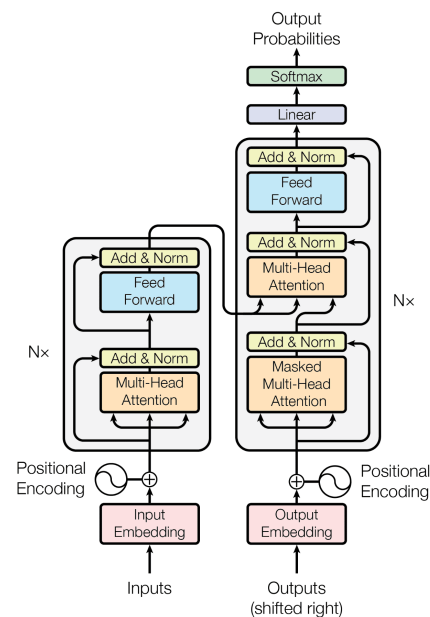 Output
Probabilities
Softmax
Linear
Add & Norm
Feed
Forward
Add & Norm
Multi-Head
Attention
Add & Norm
Masked
Multi-Head
Attention
Nx
Positional
Encoding
Output
Embedding
Outputs
(shifted right)
Add & Norm
Feed
Forward
Add & Norm
Multi-Head
Attention
Nx
Positional
Encoding
Input
Embedding
Inputs